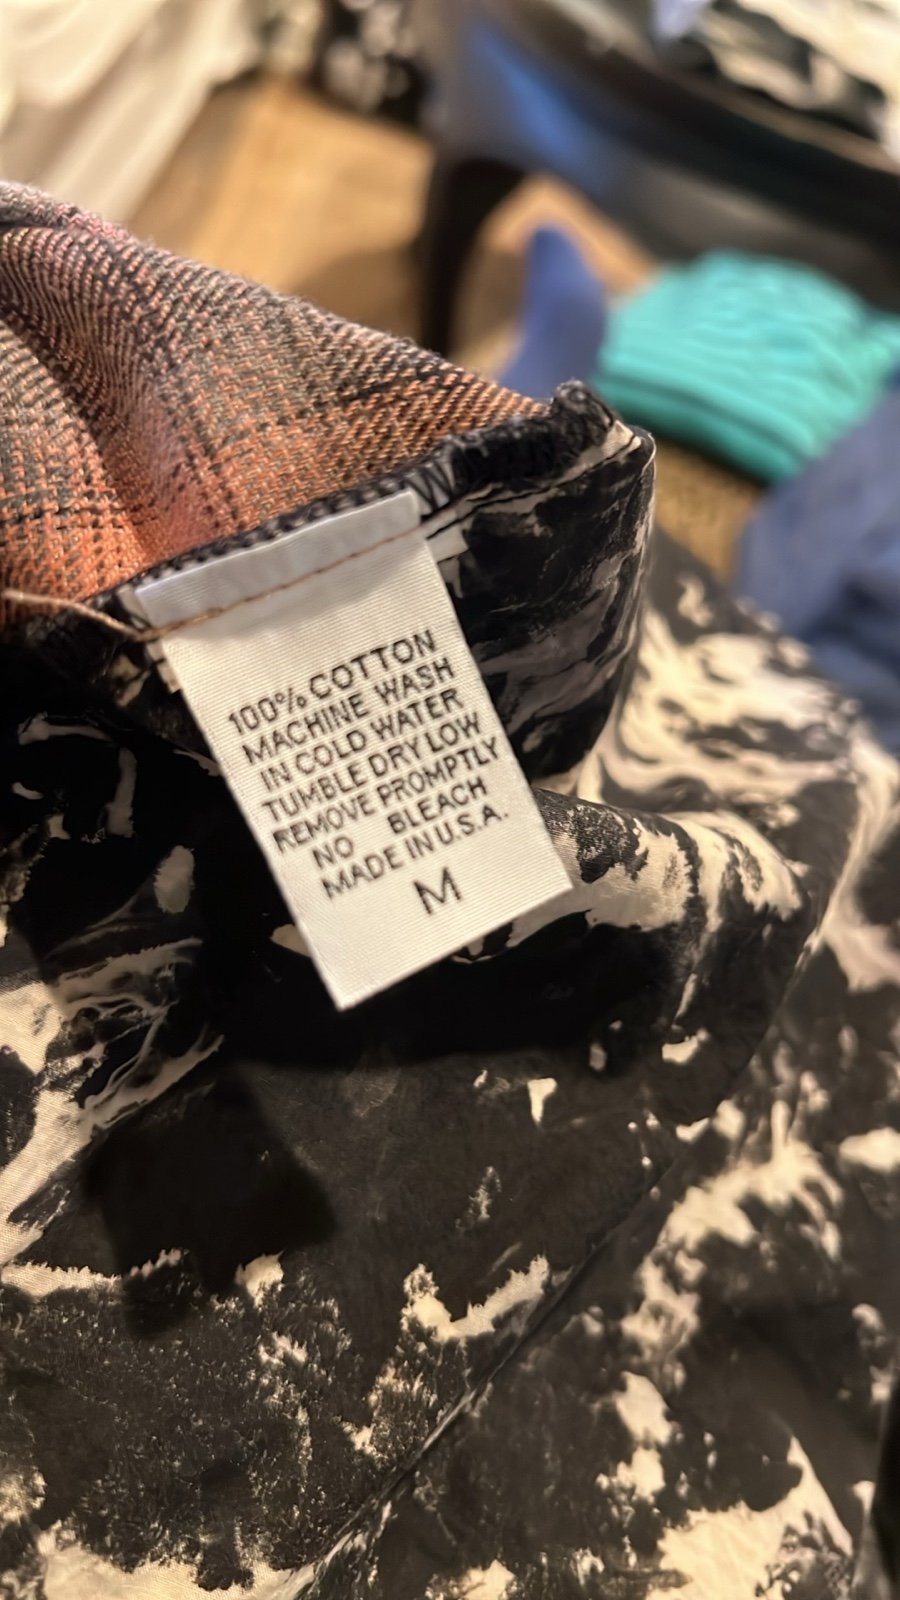 100% COTTON
MACHINE WASH
IN COLD WATER
TUMBLE DRY LOW
REMOVE PROMPTLY
NO BLEACH
MADE IN U.S.A.
M